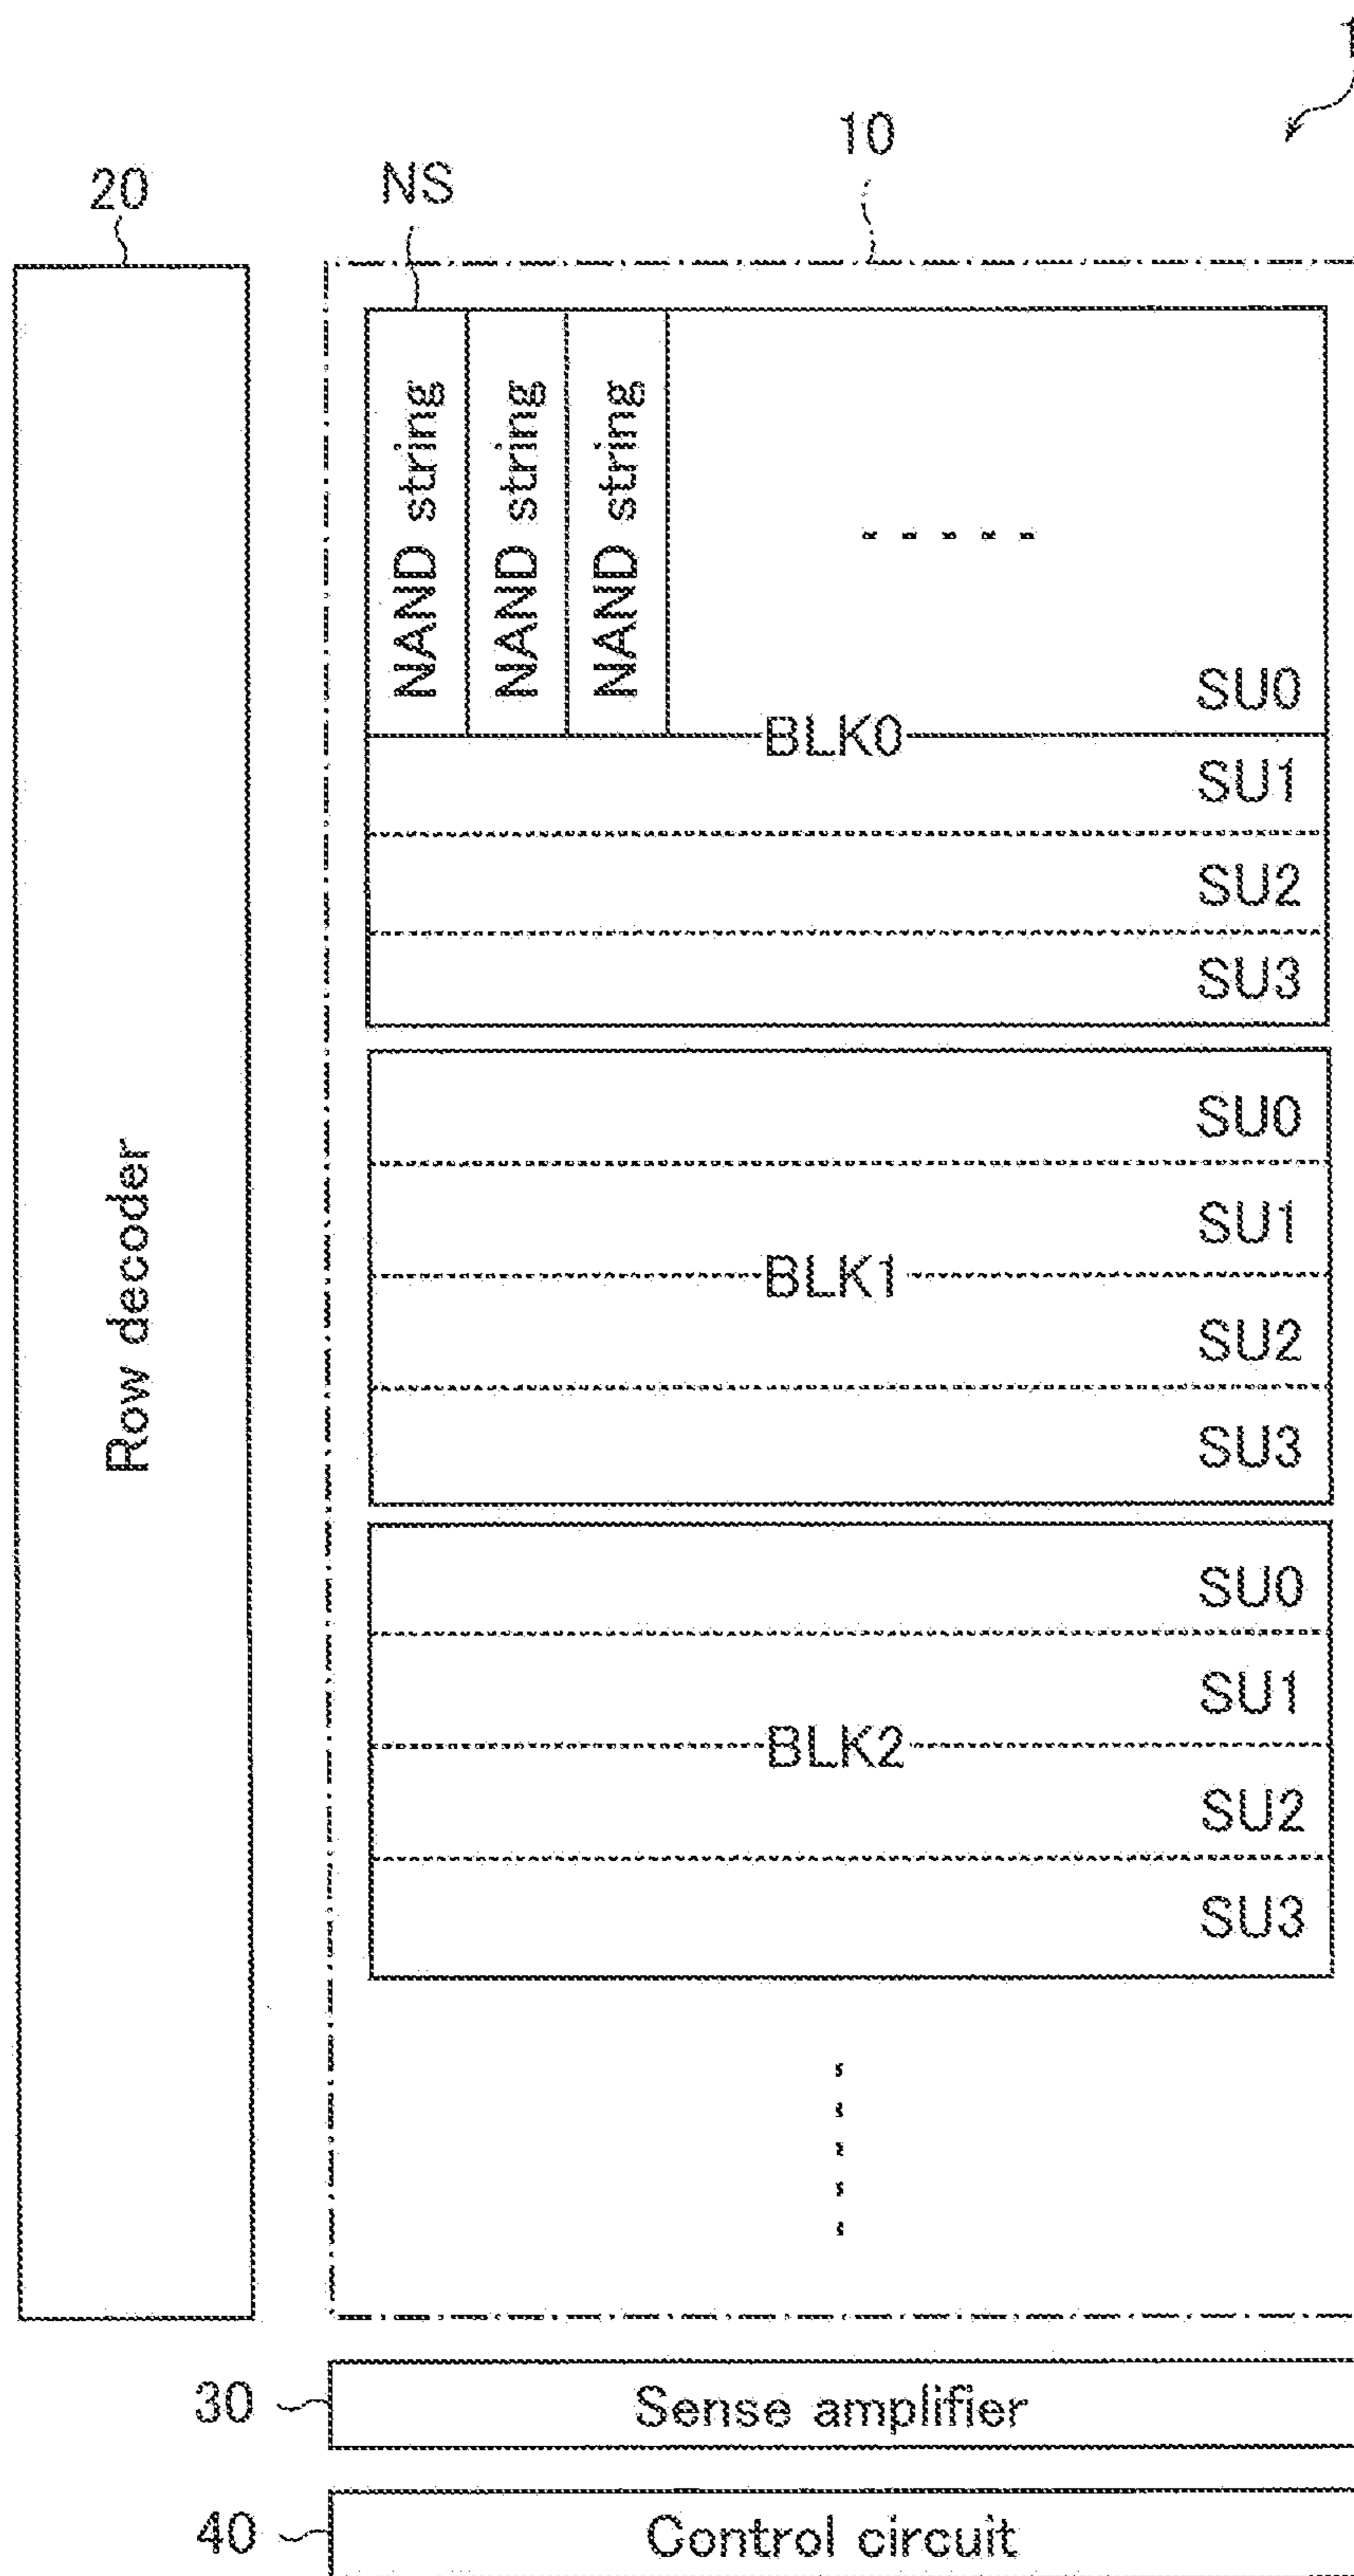 1
10
20
NS
NAND string
NAND string
NAND string
SU0
BLK0
SU1
SU2
SU3
SU0
SU1
BLK1
SU2
SU3
SU0
SU1
BLK2
SU2
SU3
Row decoder
30
Sense amplifier
40
Control circuit